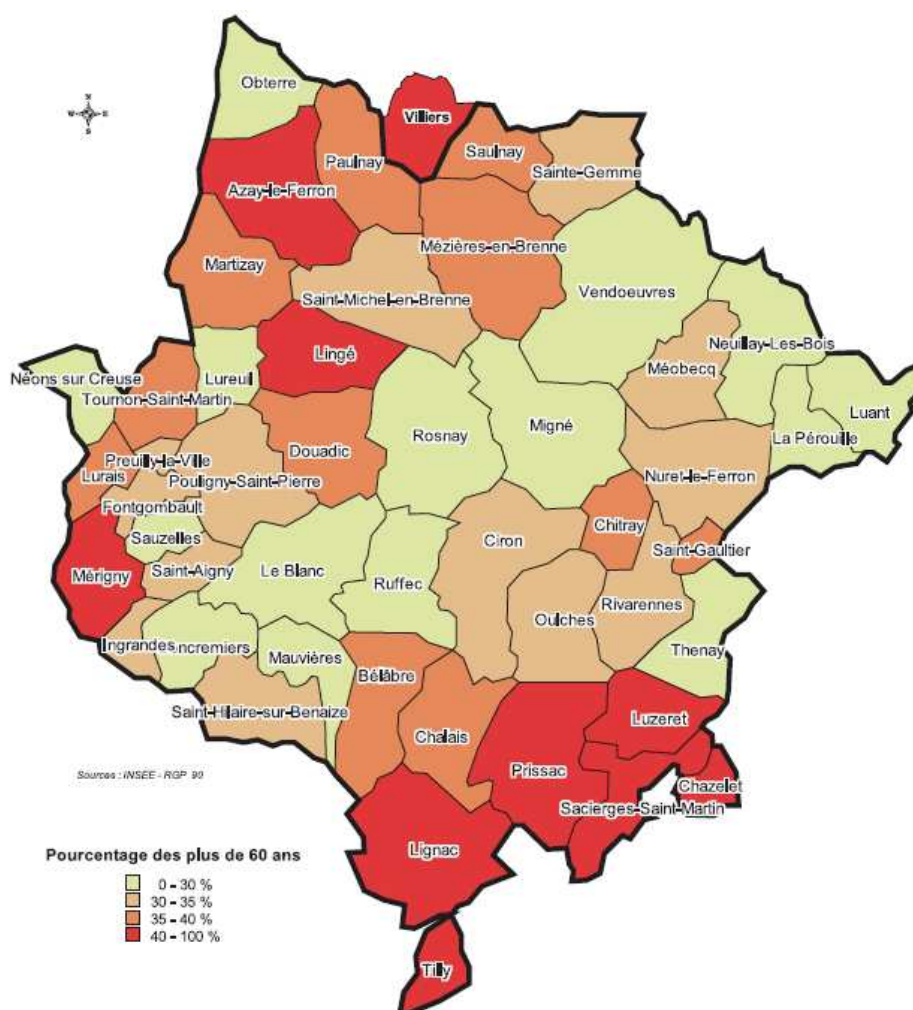 Obterre
Villiers
Saulnay
Paulnay
Sainte-Gemme
Azay-le-Ferron
Mézières-en-Brenne
Martizay
Vendoeuvres
Saint-Michel-en-Brenne
Neuillay-Les-Bois
Lingé
Méobecq
Néons sur Creuse
Lureuil
Tournon-Saint-Martin
Luant
Migné
Rosnay
La Pérouille
Douadic
Preuilly-la-Ville
Lurais
Nuret-le-Ferron
Pouligny-Saint-Pierre
Fontgombault
Chitray
Sauzelles
Ciron
Saint-Gaultier
Saint-Aigny
Le Blanc
Mérigny
Ruffec
Rivarennes
Oulches
Ingrandes
Concremiers
Thenay
Mauvières
Bélâbre
Saint-Hilaire-sur-Benaize
Luzeret
Chalais
Prissac
Sources : INSEE - RGP 90
Chazelet
Sacierges-Saint-Martin
Lignac
Pourcentage des plus de 60 ans
0 - 30 %
30 - 35 %
35 - 40 %
40 - 100 %
Tilly
N
W
E
S